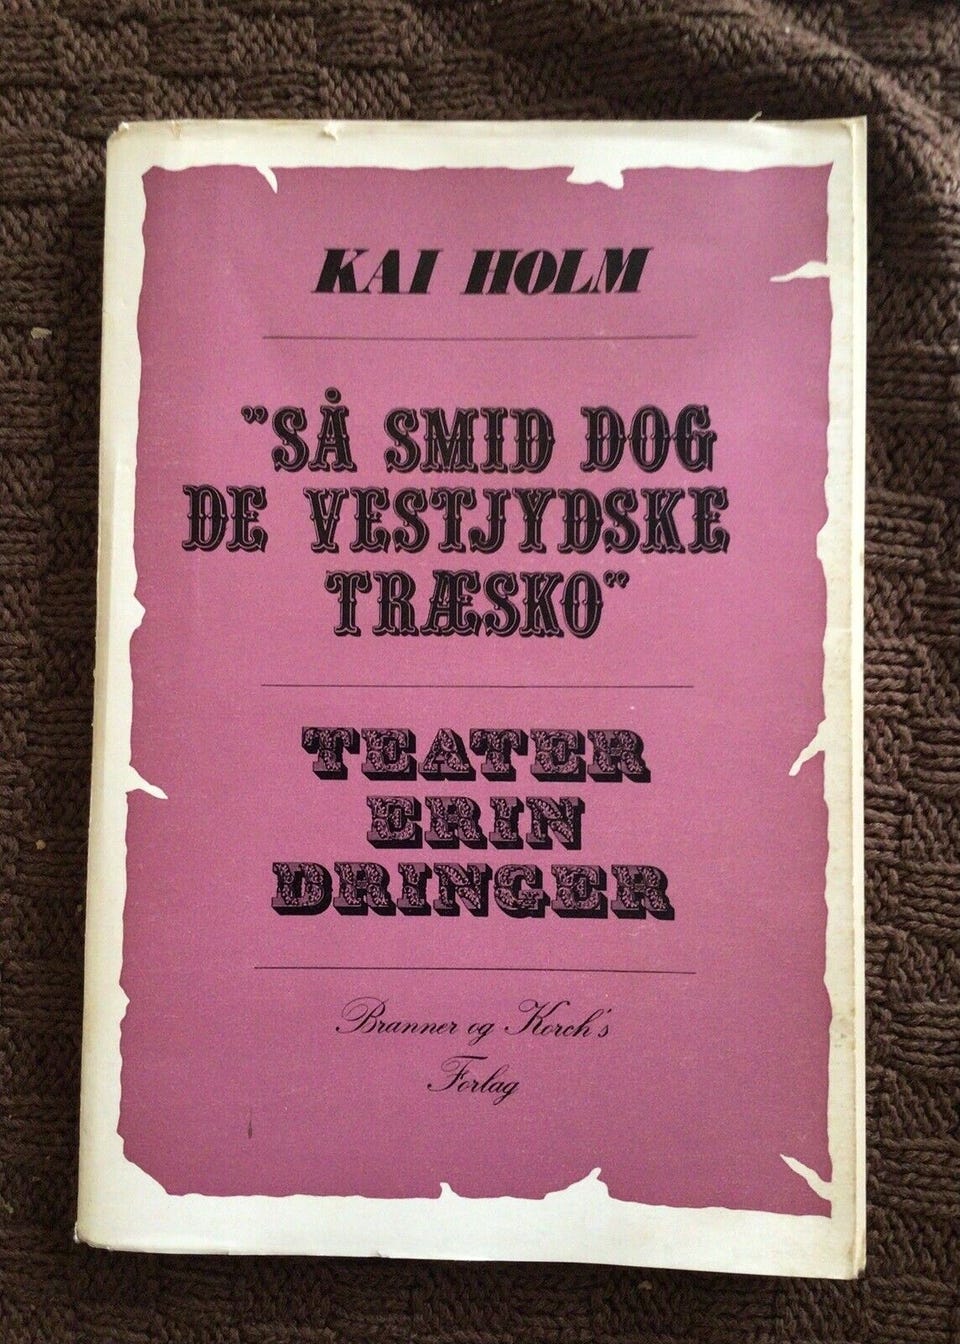 KAI HOLM
"SÅ SMID DOG
DE VESTJYDSKE
TRÆSKO"
TEATER
ERIN
DRINGER
Branner og Korch's
Forlag